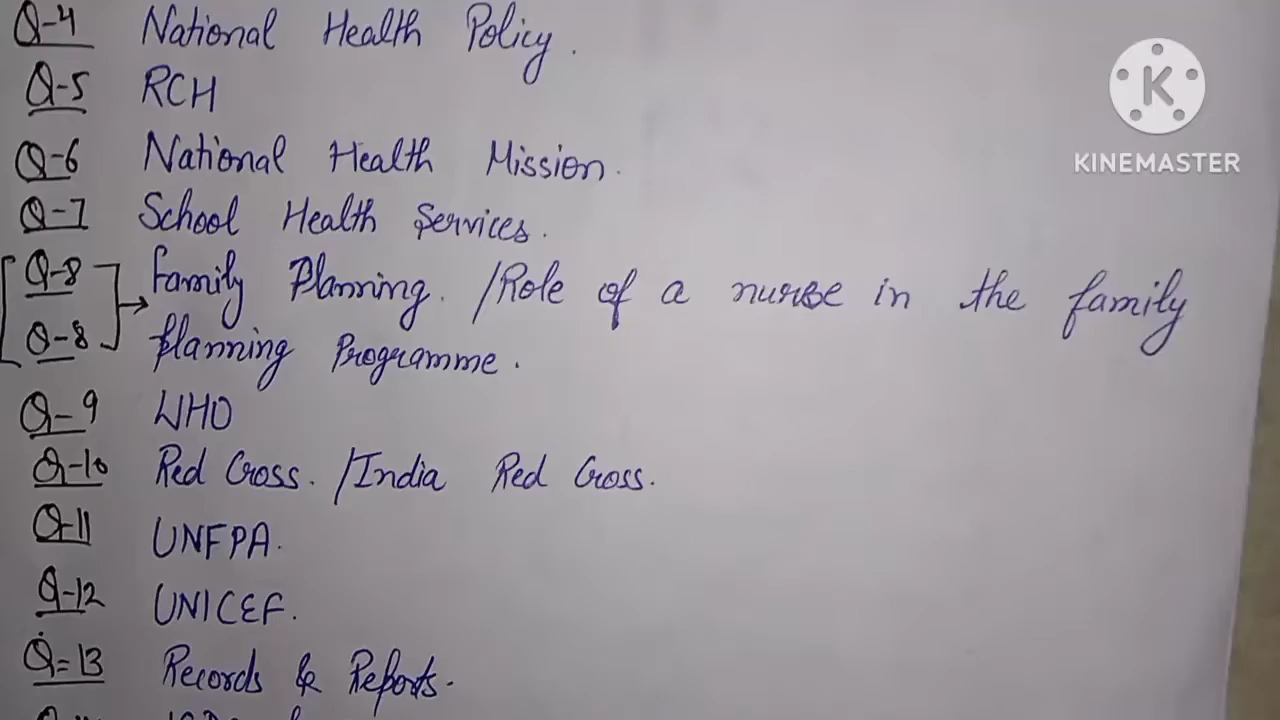 Q-4 National Health Policy.
Q-5 RCH
Q-6 National Health Mission.
Q-7 School Health Services.
Q-8 Family Planning. /Role of a nurse in the family
Q-8 Planning Programme.
Q-9 WHO
Q-10 Red Cross. /India Red Cross.
Q-11 UNFPA.
Q-12 UNICEF.
Q=13 Records & Reports.
K
KINEMASTER